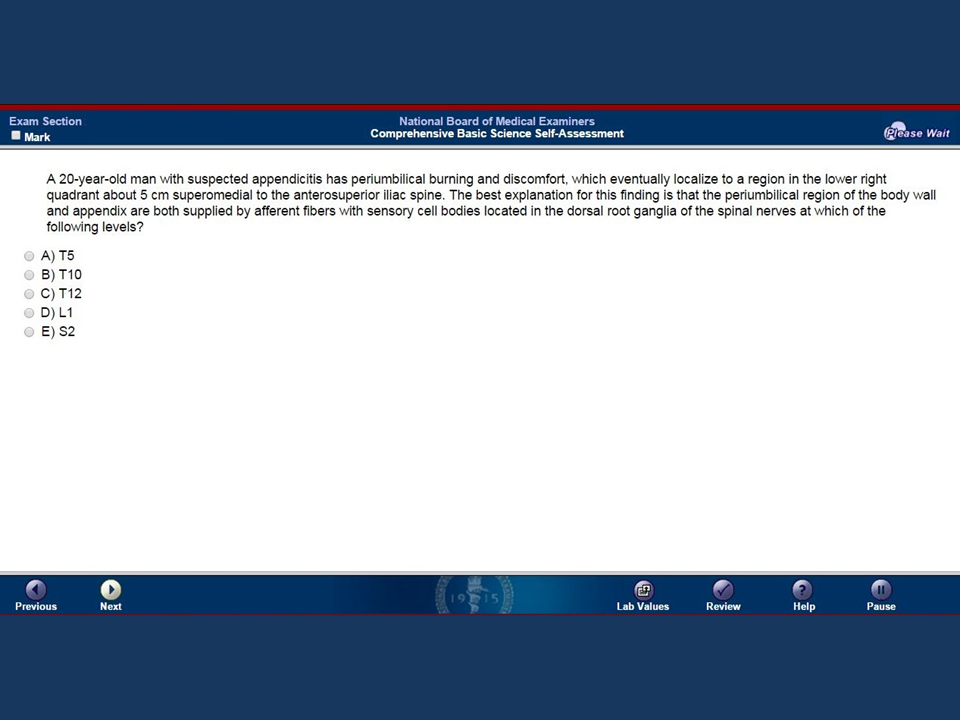 Exam Section
Mark
National Board of Medical Examiners
Comprehensive Basic Science Self-Assessment
Please Wait
A 20-year-old man with suspected appendicitis has periumbilical burning and discomfort, which eventually localize to a region in the lower right
quadrant about 5 cm superomedial to the anterosuperior iliac spine. The best explanation for this finding is that the periumbilical region of the body wall
and appendix are both supplied by afferent fibers with sensory cell bodies located in the dorsal root ganglia of the spinal nerves at which of the
following levels?
A) T5
B) T10
C) T12
D) L1
E) S2
1915
Previous
Next
Lab Values
Review
Help
Pause